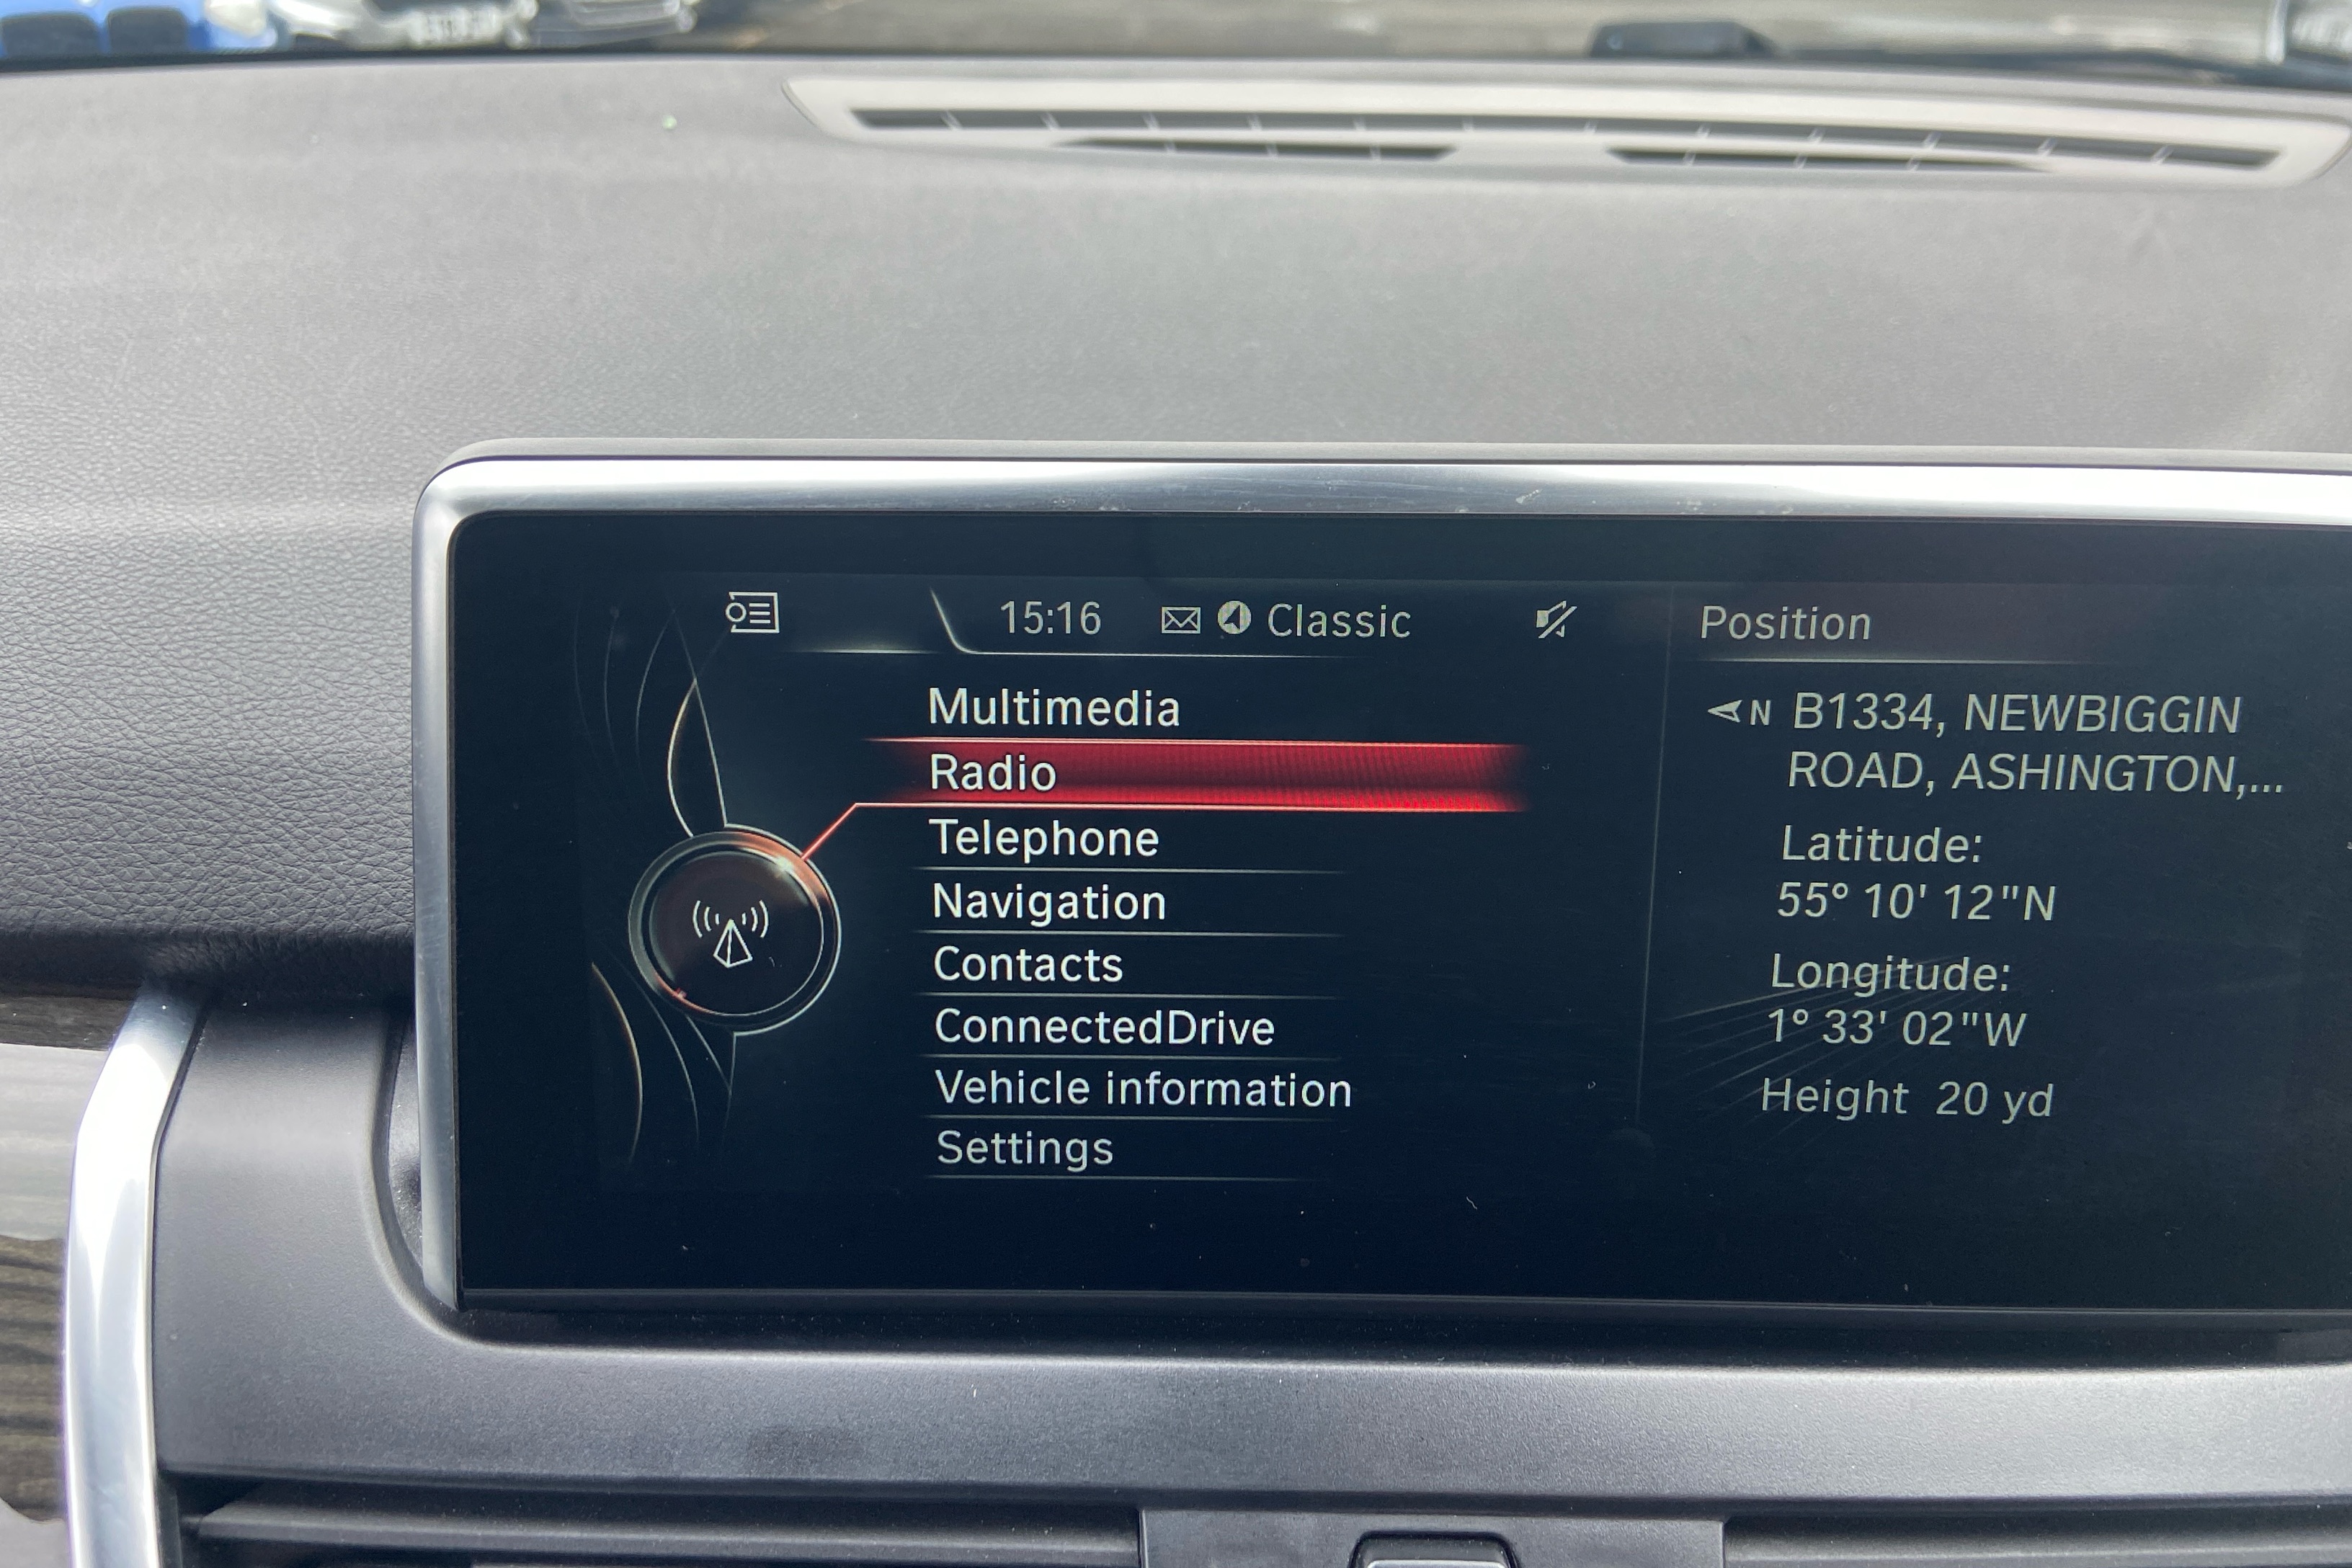 15:16 Classic
Multimedia
Radio
Telephone
Navigation
Contacts
ConnectedDrive
Vehicle information
Settings
Position
N B1334, NEWBIGGIN
ROAD, ASHINGTON,...
Latitude:
55° 10' 12"N
Longitude:
1° 33' 02"W
Height 20 yd